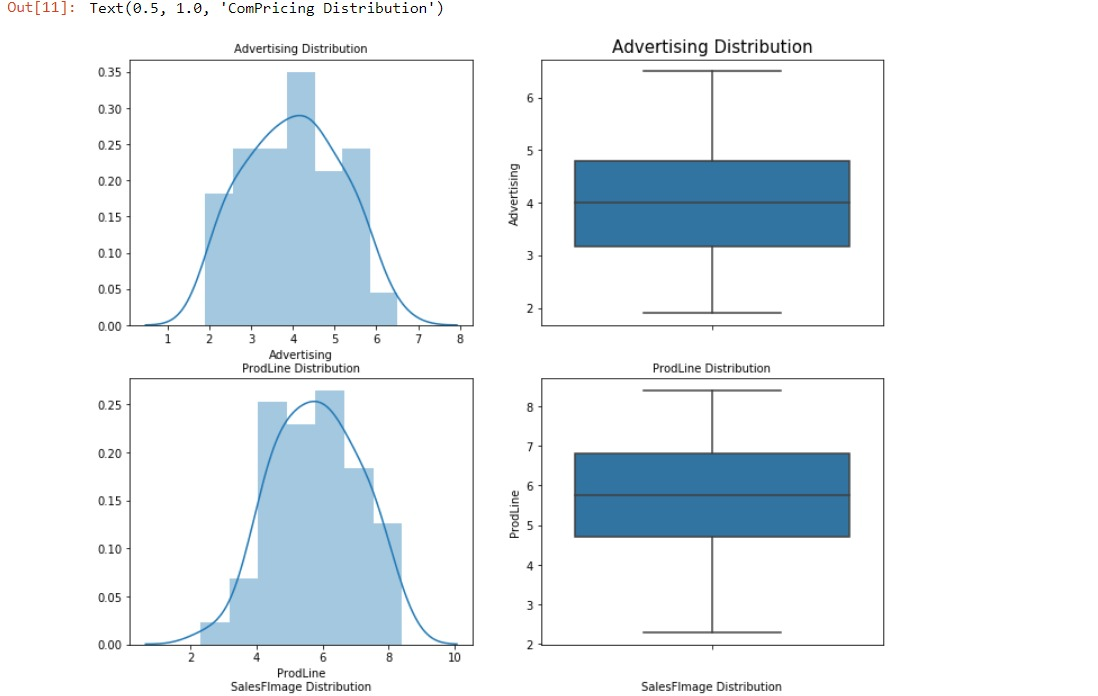 Out[11]: Text(0.5, 1.0, 'ComPricing Distribution')
Advertising Distribution
0.35
0.30
0.25
0.20
0.15
0.10
0.05
0.00
1 2 3 4 5 6 7 8
Advertising
Advertising Distribution
6
5
4
3
2
Advertising
ProdLine Distribution
0.25
0.20
0.15
0.10
0.05
0.00
2 4 6 8 10
ProdLine
ProdLine Distribution
8
7
6
5
4
3
2
ProdLine
SalesFImage Distribution
SalesFImage Distribution